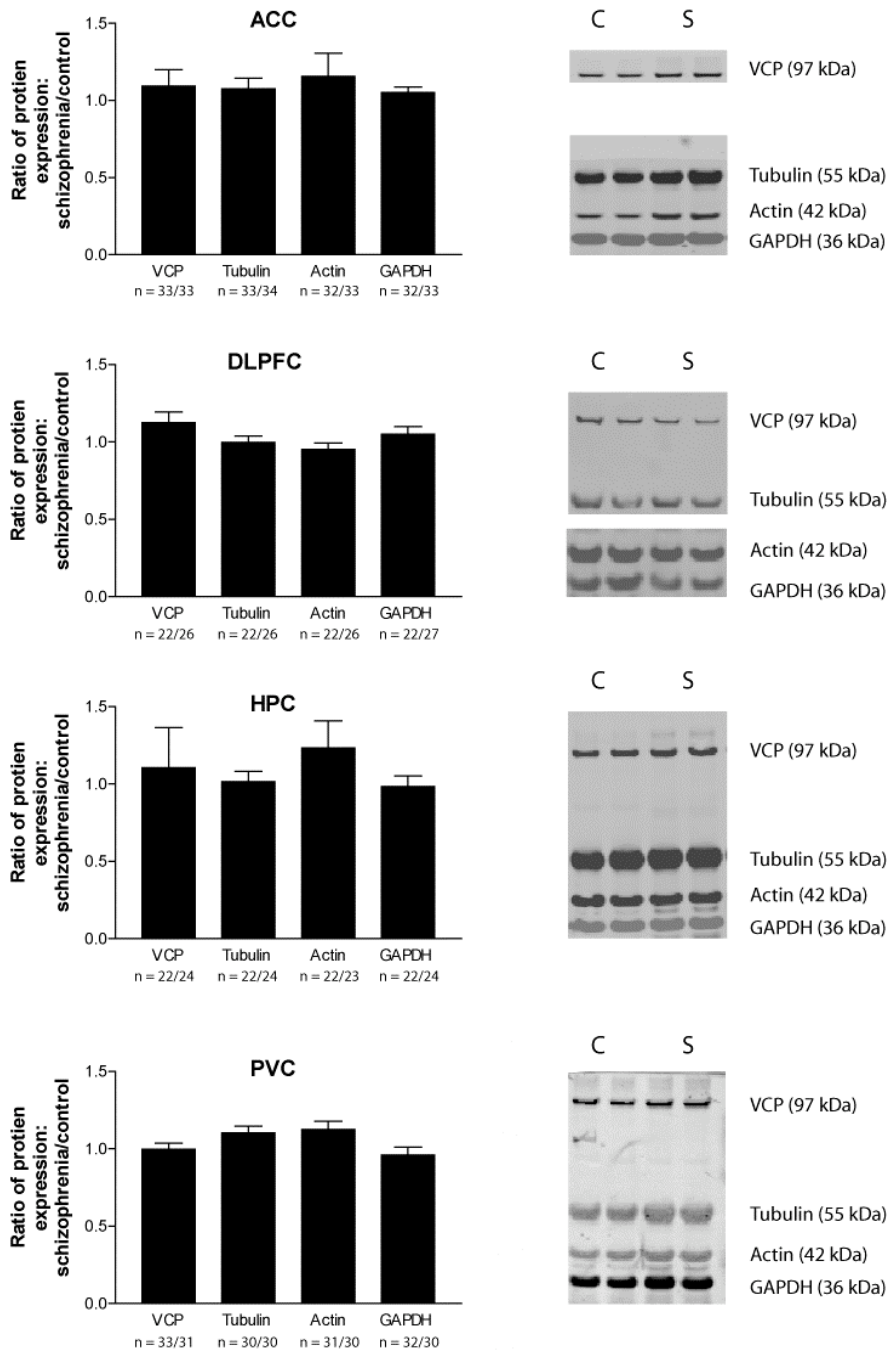 ACC
Ratio of protien
expression:
schizophrenia/control
1.5
1.0
0.5
0.0
VCP Tubulin Actin GAPDH
n = 33/33 n = 33/34 n = 32/33 n = 32/33
C S
VCP (97 kDa)
Tubulin (55 kDa)
Actin (42 kDa)
GAPDH (36 kDa)
DLPFC
Ratio of protien
expression:
schizophrenia/control
1.5
1.0
0.5
0.0
VCP Tubulin Actin GAPDH
n = 22/26 n = 22/26 n = 22/26 n = 22/27
C S
VCP (97 kDa)
Tubulin (55 kDa)
Actin (42 kDa)
GAPDH (36 kDa)
HPC
Ratio of protien
expression:
schizophrenia/control
1.5
1.0
0.5
0.0
VCP Tubulin Actin GAPDH
n = 22/24 n = 22/24 n = 22/23 n = 22/24
C S
VCP (97 kDa)
Tubulin (55 kDa)
Actin (42 kDa)
GAPDH (36 kDa)
PVC
Ratio of protien
expression:
schizophrenia/control
1.5
1.0
0.5
0.0
VCP Tubulin Actin GAPDH
n = 33/31 n = 30/30 n = 31/30 n = 32/30
C S
VCP (97 kDa)
Tubulin (55 kDa)
Actin (42 kDa)
GAPDH (36 kDa)